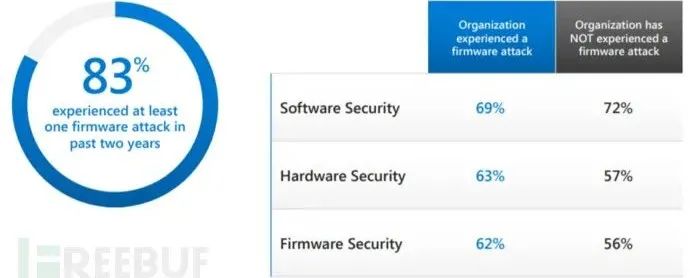 83%
experienced at least
one firmware attack in
past two years
Organization
experienced a
firmware attack
Organization has
NOT experienced a
firmware attack
Software Security 69% 72%
Hardware Security 63% 57%
Firmware Security 62% 56%
FREEBUF